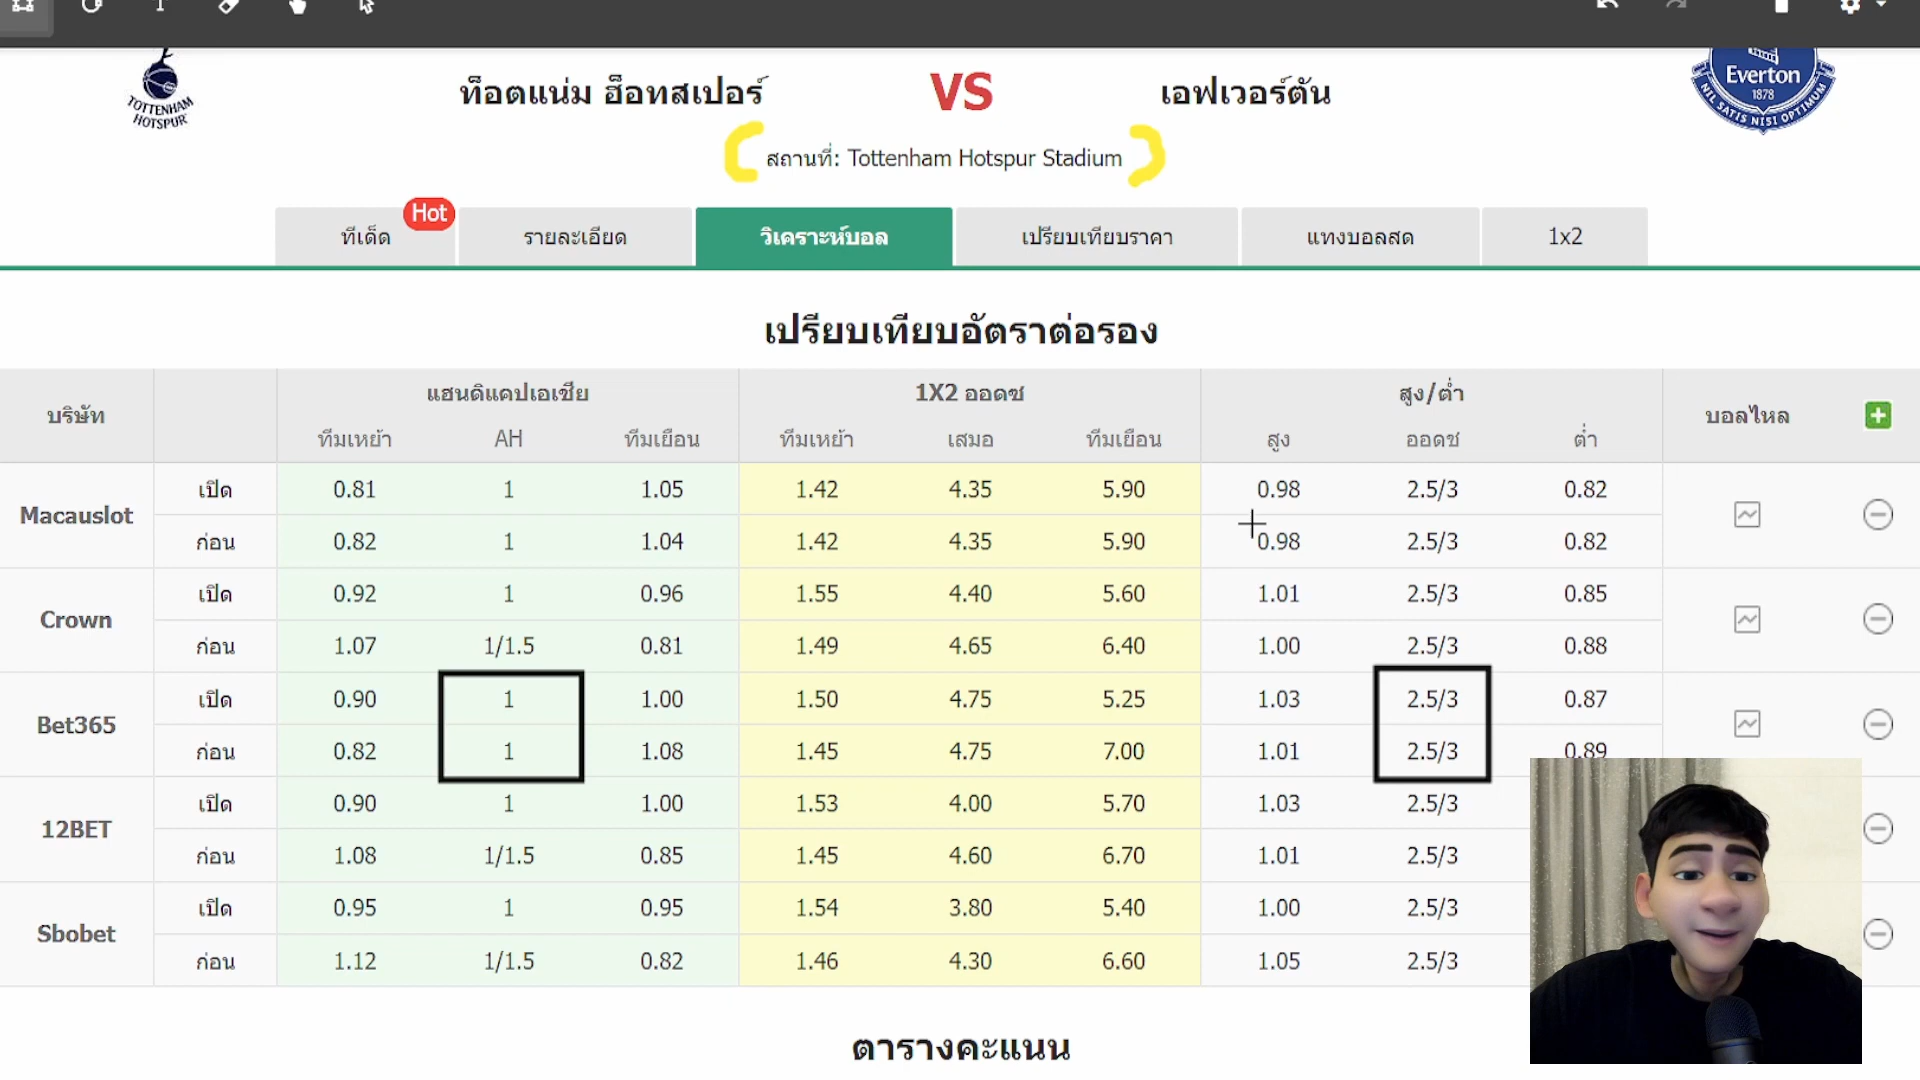 TOTTENHAM
HOTSPUR
ท็อตแน่ม ฮ็อทสเปอร์ VS เอฟเวอร์ตัน
Everton
1878
NIL SATIS NISI OPTIMUM
สถานที่: Tottenham Hotspur Stadium
ทีเด็ด Hot รายละเอียด วิเคราะห์บอล เปรียบเทียบราคา แทงบอลสด 1x2
เปรียบเทียบอัตราต่อรอง
บริษัท แฮนดิแคปเอเชีย 1X2 ออดซ สูง/ต่ำ บอลไหล
ทีมเหย้า AH ทีมเยือน ทีมเหย้า เสมอ ทีมเยือน สูง ออดซ ต่ำ
Macauslot
เปิด 0.81 1 1.05 1.42 4.35 5.90 0.98 2.5/3 0.82
ก่อน 0.82 1 1.04 1.42 4.35 5.90 0.98 2.5/3 0.82
Crown
เปิด 0.92 1 0.96 1.55 4.40 5.60 1.01 2.5/3 0.85
ก่อน 1.07 1/1.5 0.81 1.49 4.65 6.40 1.00 2.5/3 0.88
Bet365
เปิด 0.90 1 1.00 1.50 4.75 5.25 1.03 2.5/3 0.87
ก่อน 0.82 1 1.08 1.45 4.75 7.00 1.01 2.5/3 0.89
12BET
เปิด 0.90 1 1.00 1.53 4.00 5.70 1.03 2.5/3
ก่อน 1.08 1/1.5 0.85 1.45 4.60 6.70 1.01 2.5/3
Sbobet
เปิด 0.95 1 0.95 1.54 3.80 5.40 1.00 2.5/3
ก่อน 1.12 1/1.5 0.82 1.46 4.30 6.60 1.05 2.5/3
ตารางคะแนน